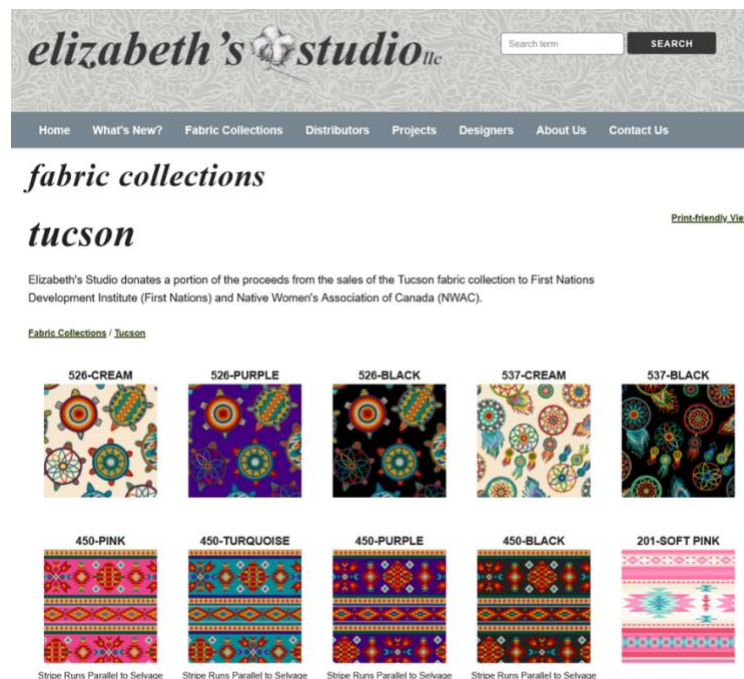 elizabeth's studio llc
Search term
SEARCH
Home What's New? Fabric Collections Distributors Projects Designers About Us Contact Us
fabric collections
Print-friendly Vie
tucson
Elizabeth's Studio donates a portion of the proceeds from the sales of the Tucson fabric collection to First Nations
Development Institute (First Nations) and Native Women's Association of Canada (NWAC).
Fabric Collections / Tucson
526-CREAM 526-PURPLE 526-BLACK 537-CREAM 537-BLACK
450-PINK 450-TURQUOISE 450-PURPLE 450-BLACK 201-SOFT PINK
Stripe Runs Parallel to Selvage Stripe Runs Parallel to Selvage Stripe Runs Parallel to Selvage Stripe Runs Parallel to Selvage